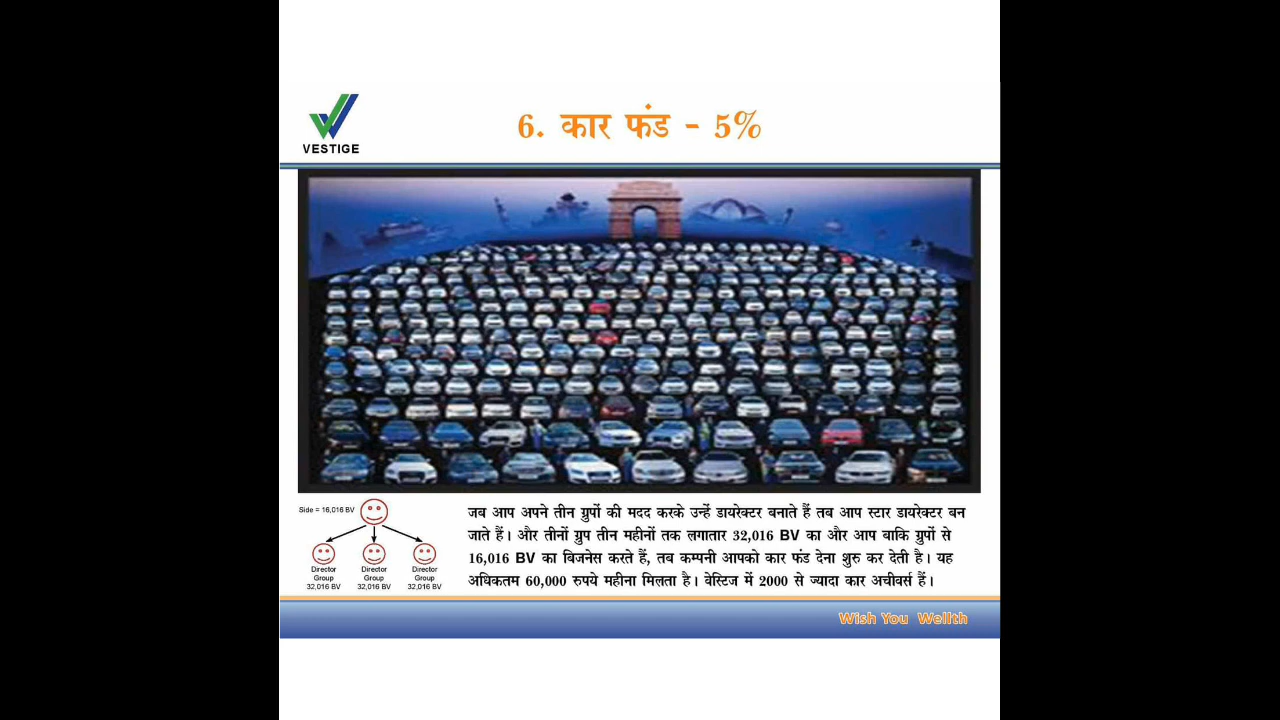 VESTIGE
6. कार फंड - 5%
Side = 16,016 BV
Director
Group
32,016 BV
Director
Group
32,016 BV
Director
Group
32,016 BV
जब आप अपने तीन ग्रुपों की मदद करके उन्हें डायरेक्टर बनाते हैं तब आप स्टार डायरेक्टर बन
जाते हैं। और तीनों ग्रुप तीन महीनों तक लगातार 32,016 BV का और आप बाकि ग्रुपों से
16,016 BV का बिजनेस करते हैं, तब कम्पनी आपको कार फंड देना शुरु कर देती है। यह
अधिकतम 60,000 रुपये महीना मिलता है। वेस्टिज में 2000 से ज्यादा कार अचीवर्स हैं।
Wish You Wellth